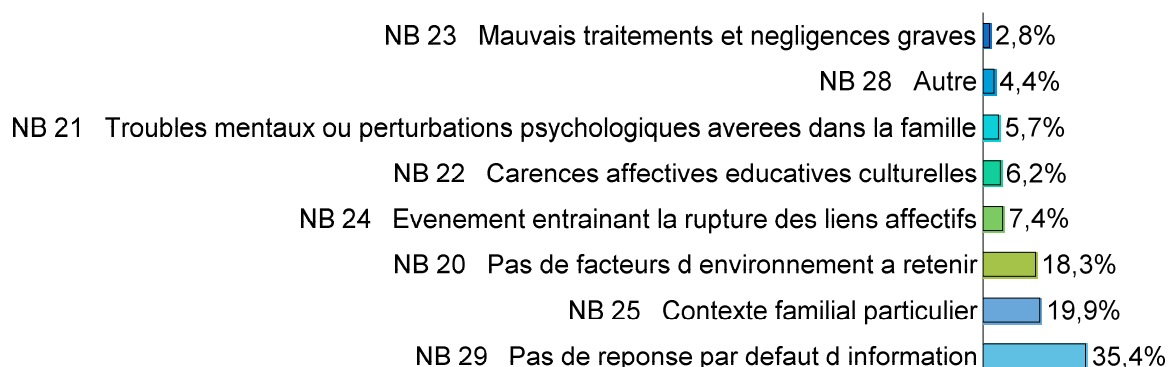 NB 23 Mauvais traitements et negligences graves 2,8%
NB 28 Autre 4,4%
NB 21 Troubles mentaux ou perturbations psychologiques averees dans la famille 5,7%
NB 22 Carences affectives educatives culturelles 6,2%
NB 24 Evenement entrainant la rupture des liens affectifs 7,4%
NB 20 Pas de facteurs d environnement a retenir 18,3%
NB 25 Contexte familial particulier 19,9%
NB 29 Pas de reponse par defaut d information 35,4%